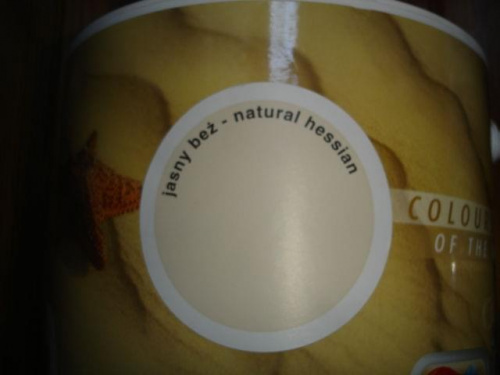 jasny beż - natural hessian
COLOU
OF THE